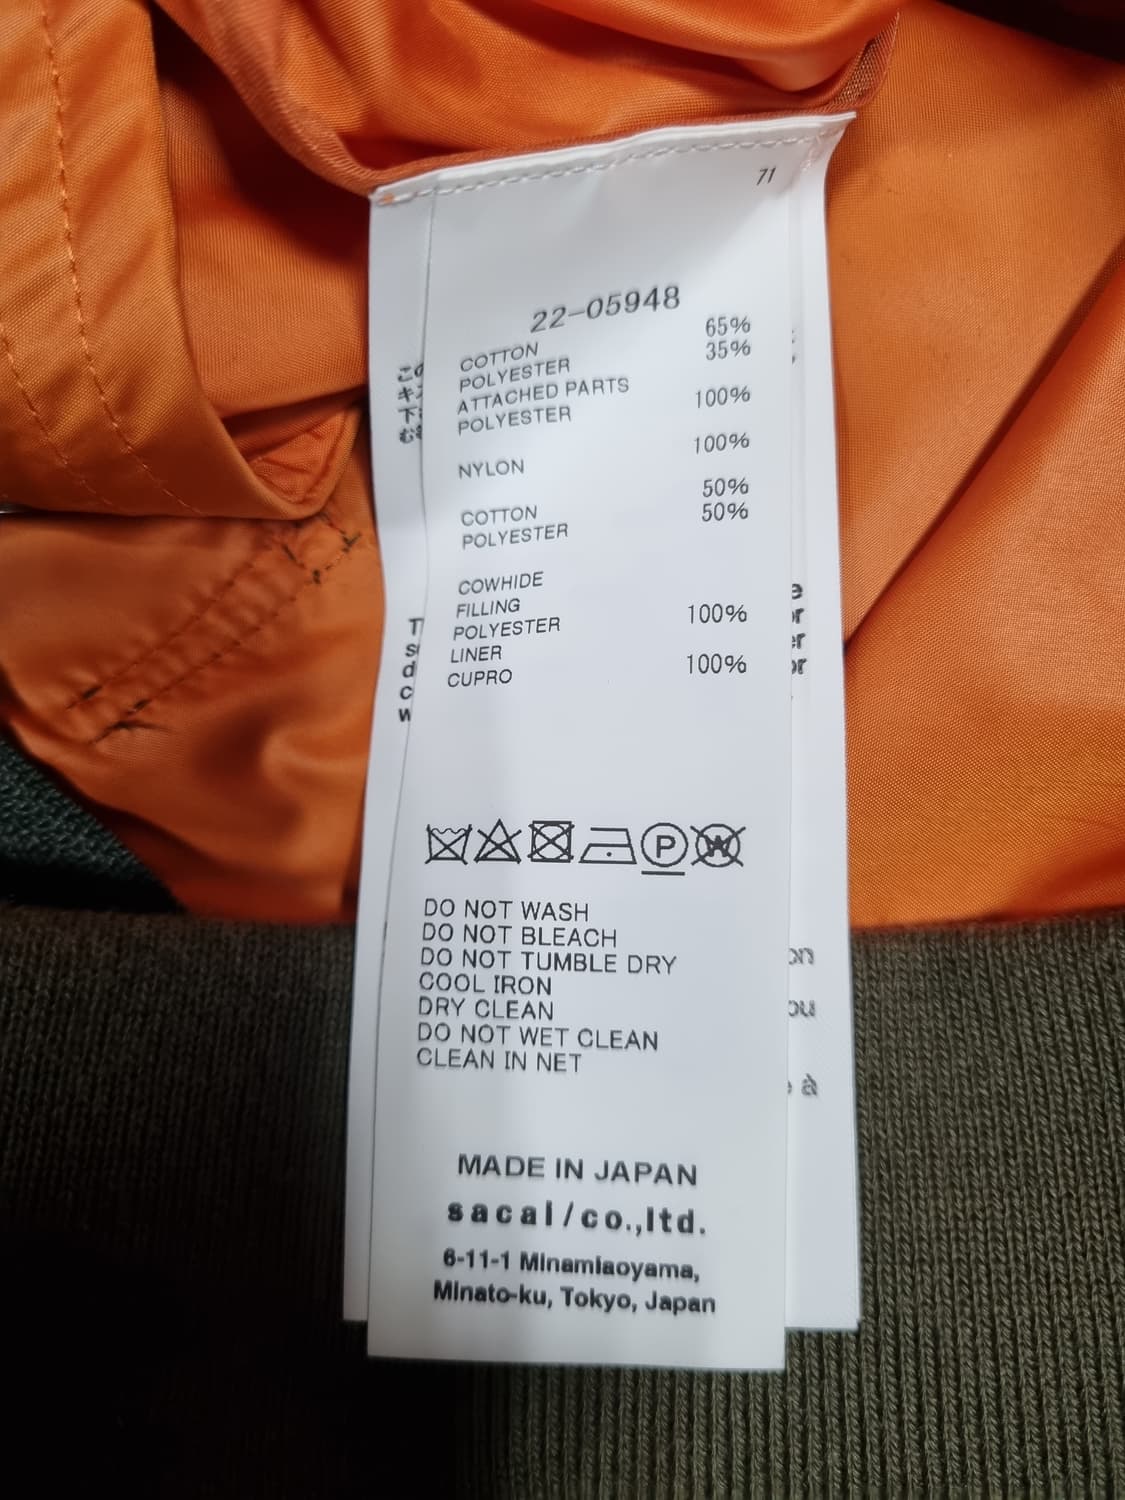 71
22-05948
COTTON 65%
POLYESTER 35%
ATTACHED PARTS
POLYESTER 100%
NYLON 100%
COTTON 50%
POLYESTER 50%
COWHIDE
FILLING
POLYESTER 100%
LINER
CUPRO 100%
P
W
DO NOT WASH
DO NOT BLEACH
DO NOT TUMBLE DRY
COOL IRON
DRY CLEAN
DO NOT WET CLEAN
CLEAN IN NET
MADE IN JAPAN
sacai/co.,ltd.
6-11-1 Minamiaoyama,
Minato-ku, Tokyo, Japan
à